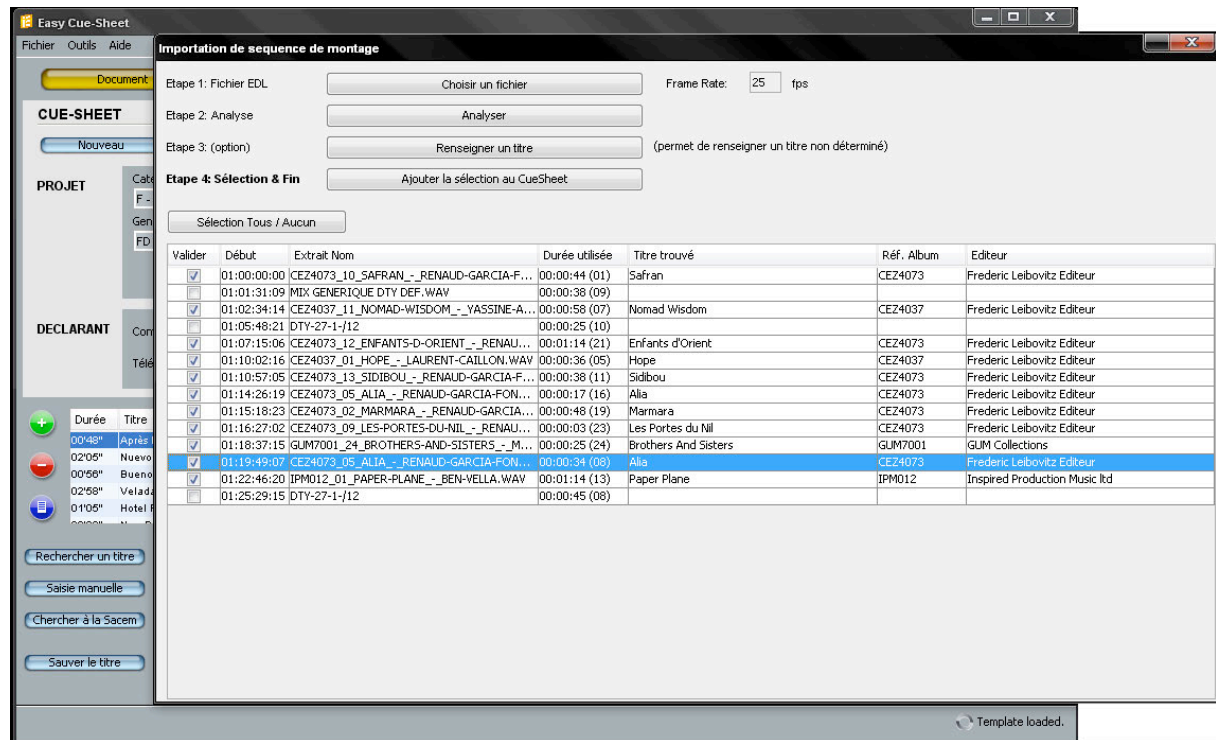 Easy Cue-Sheet
Fichier Outils Aide
Importation de sequence de montage
Document
CUE-SHEET
Nouveau
PROJET
F -
FD
DECLARANT
Etape 1: Fichier EDL Choisir un fichier Frame Rate: 25 fps
Etape 2: Analyse Analyser
Etape 3: (option) Renseigner un titre (permet de renseigner un titre non déterminé)
Etape 4: Sélection & Fin Ajouter la sélection au CueSheet
Sélection Tous / Aucun
Valider Début Extrait Nom Durée utilisée Titre trouvé Réf. Album Editeur
01:00:00:00 CEZ4073_10_SAFRAN_-_RENAUD-GARCIA-F... 00:00:44 (01) Safran CEZ4073 Frederic Leibovitz Editeur
01:01:31:09 MIX GENERIQUE DTY DEF.WAV 00:00:38 (09)
01:02:34:14 CEZ4037_11_NOMAD-WISDOM_-_YASSINE-A... 00:00:58 (07) Nomad Wisdom CEZ4037 Frederic Leibovitz Editeur
01:05:48:21 DTY-27-1-/12 00:00:25 (10)
01:07:15:06 CEZ4073_12_ENFANTS-D-ORIENT_-_RENAU... 00:01:14 (21) Enfants d'Orient CEZ4073 Frederic Leibovitz Editeur
01:10:02:16 CEZ4037_01_HOPE_-_LAURENT-CAILLON.WAV 00:00:36 (05) Hope CEZ4037 Frederic Leibovitz Editeur
01:10:57:05 CEZ4073_13_SIDIBOU_-_RENAUD-GARCIA-F... 00:00:38 (11) Sidibou CEZ4073 Frederic Leibovitz Editeur
01:14:26:19 CEZ4073_05_ALIA_-_RENAUD-GARCIA-FON... 00:00:17 (16) Alia CEZ4073 Frederic Leibovitz Editeur
01:15:18:23 CEZ4073_02_MARMARA_-_RENAUD-GARCIA... 00:00:48 (19) Marmara CEZ4073 Frederic Leibovitz Editeur
01:16:27:02 CEZ4073_09_LES-PORTES-DU-NIL_-_RENAU... 00:00:03 (23) Les Portes du Nil CEZ4073 Frederic Leibovitz Editeur
01:18:37:15 GUM7001_24_BROTHERS-AND-SISTERS_-_M... 00:00:25 (24) Brothers And Sisters GUM7001 GUM Collections
01:19:49:07 CEZ4073_05_ALIA_-_RENAUD-GARCIA-FON... 00:00:34 (08) Alia CEZ4073 Frederic Leibovitz Editeur
01:22:46:20 IPM012_01_PAPER-PLANE_-_BEN-VELLA.WAV 00:01:14 (13) Paper Plane IPM012 Inspired Production Music ltd
01:25:29:15 DTY-27-1-/12 00:00:45 (08)
Durée Titre
00'48" Après
02'05" Nuevo
00'56" Bueno
02'58" Velada
01'05" Hotel
Rechercher un titre
Saisie manuelle
Chercher à la Sacem
Sauver le titre
Template loaded.